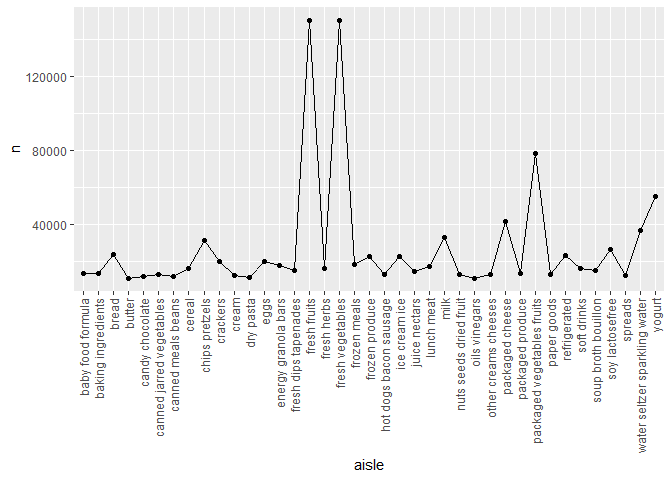 n
120000
80000
40000
baby food formula
baking ingredients
bread
butter
candy chocolate
canned jarred vegetables
canned meals beans
cereal
chips pretzels
crackers
cream
dry pasta
eggs
energy granola bars
fresh dips tapenades
fresh fruits
fresh herbs
fresh vegetables
frozen meals
frozen produce
hot dogs bacon sausage
ice cream ice
juice nectars
lunch meat
milk
nuts seeds dried fruit
oils vinegars
other creams cheeses
packaged cheese
packaged produce
packaged vegetables fruits
paper goods
refrigerated
soft drinks
soup broth bouillon
soy lactosefree
spreads
water seltzer sparkling water
yogurt
aisle